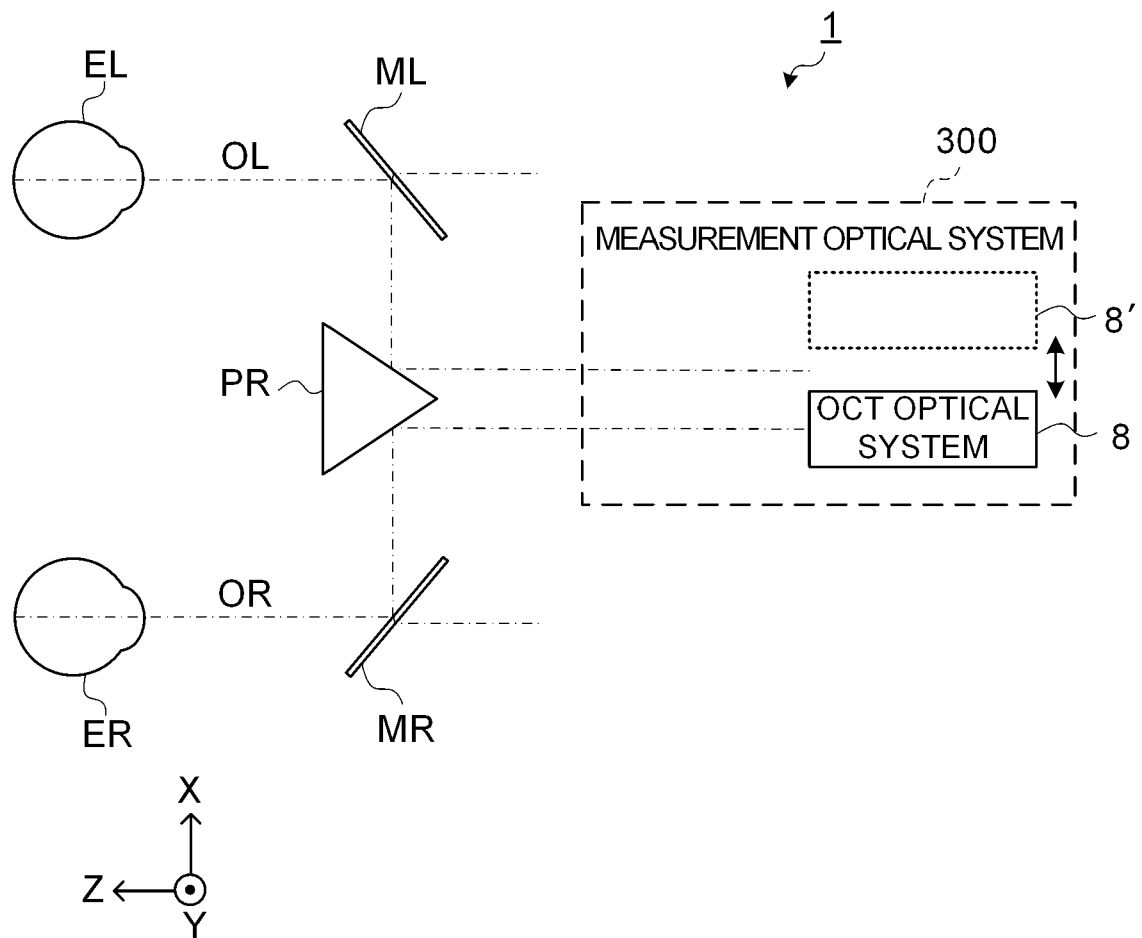 1
EL
ML
OL
300
MEASUREMENT OPTICAL SYSTEM
8′
PR
OCT OPTICAL
SYSTEM
8
OR
ER
MR
X
Z
Y